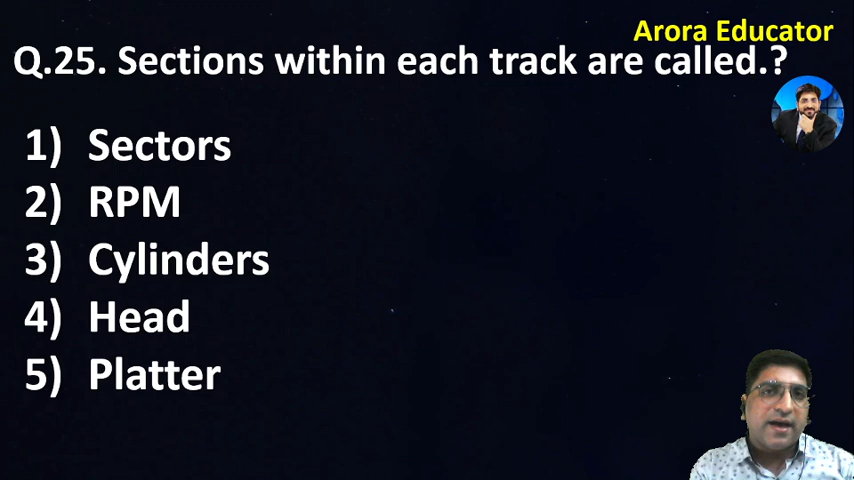 Arora Educator
Q.25. Sections within each track are called.?
1) Sectors
2) RPM
3) Cylinders
4) Head
5) Platter